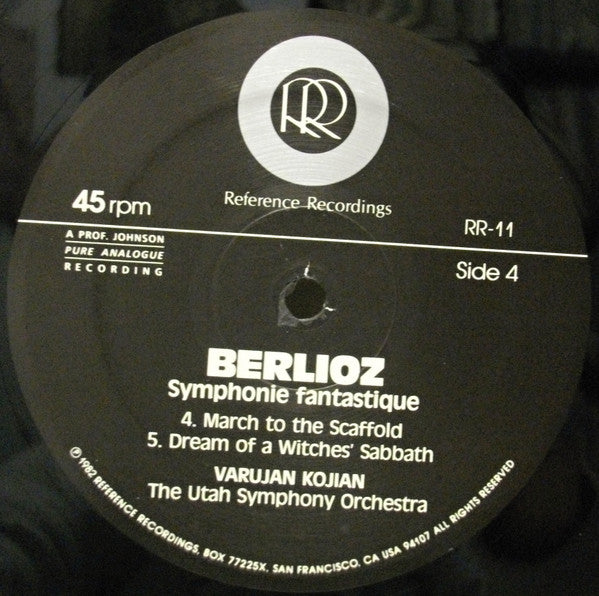 RR
Reference Recordings
45 rpm
RR-11
A PROF. JOHNSON
PURE ANALOGUE
RECORDING
Side 4
BERLIOZ
Symphonie fantastique
4. March to the Scaffold
5. Dream of a Witches' Sabbath
VARUJAN KOJIAN
The Utah Symphony Orchestra
℗ 1982 REFERENCE RECORDINGS, BOX 77225X, SAN FRANCISCO, CA USA 94107 ALL RIGHTS RESERVED